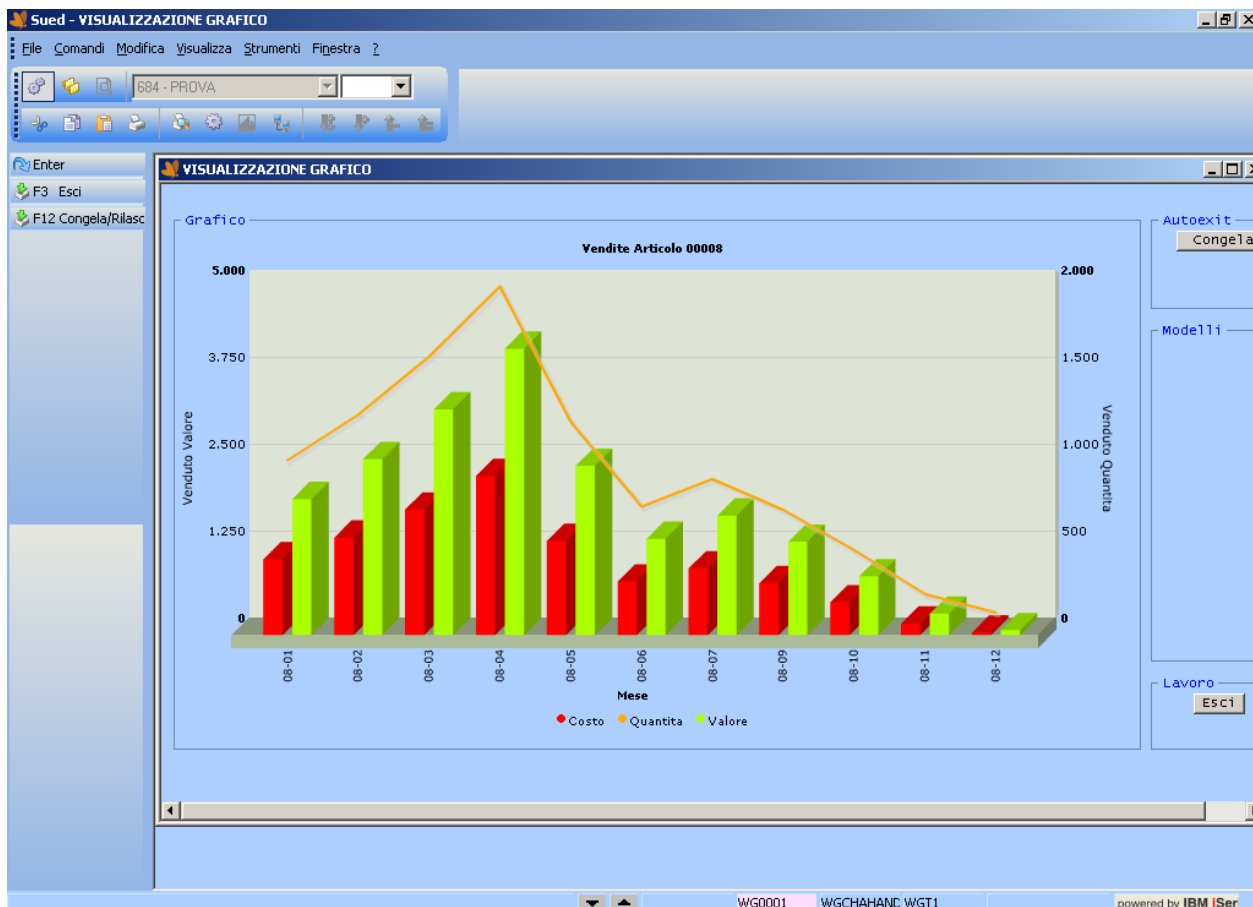 Sued - VISUALIZZAZIONE GRAFICO
File Comandi Modifica Visualizza Strumenti Finestra ?
684 - PROVA
Enter
F3 Esci
F12 Congela/Rilasc
VISUALIZZAZIONE GRAFICO
Grafico
Vendite Articolo 00008
5.000
3.750
2.500
1.250
0
Venduto Valore
2.000
1.500
1.000
500
0
Venduto Quantita
08-01
08-02
08-03
08-04
08-05
08-06
08-07
08-09
08-10
08-11
08-12
Mese
Costo Quantita Valore
Autoexit
Congela
Modelli
Lavoro
Esci
WG0001 WGCHAHAND WGT1
powered by IBM iSer